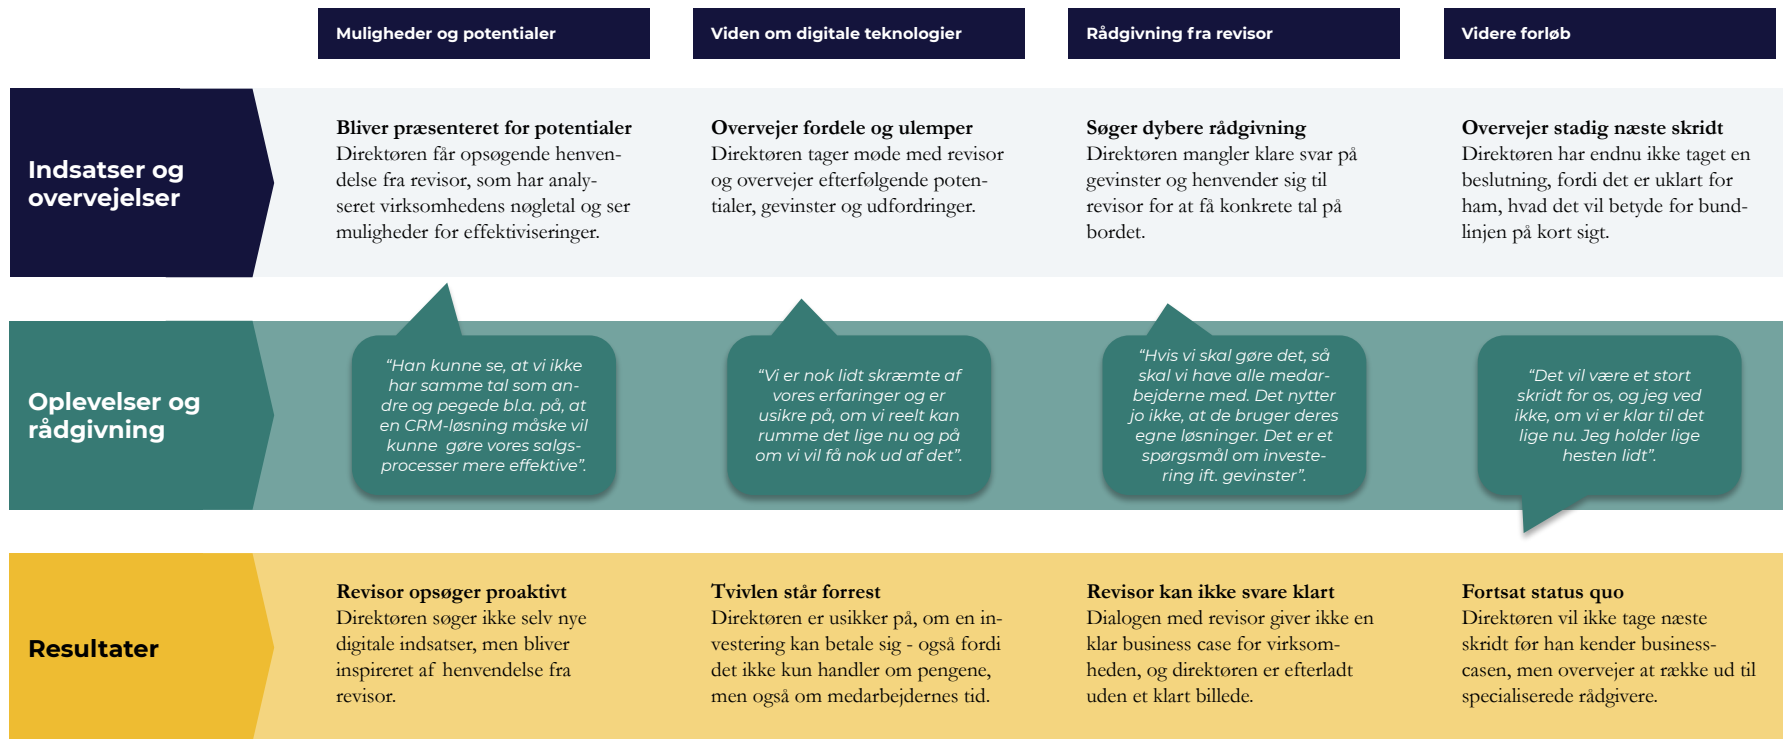 Muligheder og potentialer
Viden om digitale teknologier
Rådgivning fra revisor
Videre forløb
Indsatser og
overvejelser
Bliver præsenteret for potentialer
Direktøren får opsøgende henven-
delse fra revisor, som har analy-
seret virksomhedens nøgletal og ser
muligheder for effektiviseringer.
Overvejer fordele og ulemper
Direktøren tager møde med revisor
og overvejer efterfølgende poten-
tialer, gevinster og udfordringer.
Søger dybere rådgivning
Direktøren mangler klare svar på
gevinster og henvender sig til
revisor for at få konkrete tal på
bordet.
Overvejer stadig næste skridt
Direktøren har endnu ikke taget en
beslutning, fordi det er uklart for
ham, hvad det vil betyde for bund-
linjen på kort sigt.
Oplevelser og
rådgivning
“Han kunne se, at vi ikke
har samme tal som an-
dre og pegede bl.a. på, at
en CRM-løsning måske vil
kunne gøre vores salgs-
processer mere effektive”.
“Vi er nok lidt skræmte af
vores erfaringer og er
usikre på, om vi reelt kan
rumme det lige nu og på
om vi vil få nok ud af det”.
“Hvis vi skal gøre det, så
skal vi have alle medar-
bejderne med. Det nytter
jo ikke, at de bruger deres
egne løsninger. Det er et
spørgsmål om investe-
ring ift. gevinster”.
“Det vil være et stort
skridt for os, og jeg ved
ikke, om vi er klar til det
lige nu. Jeg holder lige
hesten lidt”.
Resultater
Revisor opsøger proaktivt
Direktøren søger ikke selv nye
digitale indsatser, men bliver
inspireret af henvendelse fra
revisor.
Tvivlen står forrest
Direktøren er usikker på, om en in-
vestering kan betale sig - også fordi
det ikke kun handler om pengene,
men også om medarbejdernes tid.
Revisor kan ikke svare klart
Dialogen med revisor giver ikke en
klar business case for virksom-
heden, og direktøren er efterladt
uden et klart billede.
Fortsat status quo
Direktøren vil ikke tage næste
skridt før han kender business-
casen, men overvejer at række ud til
specialiserede rådgivere.